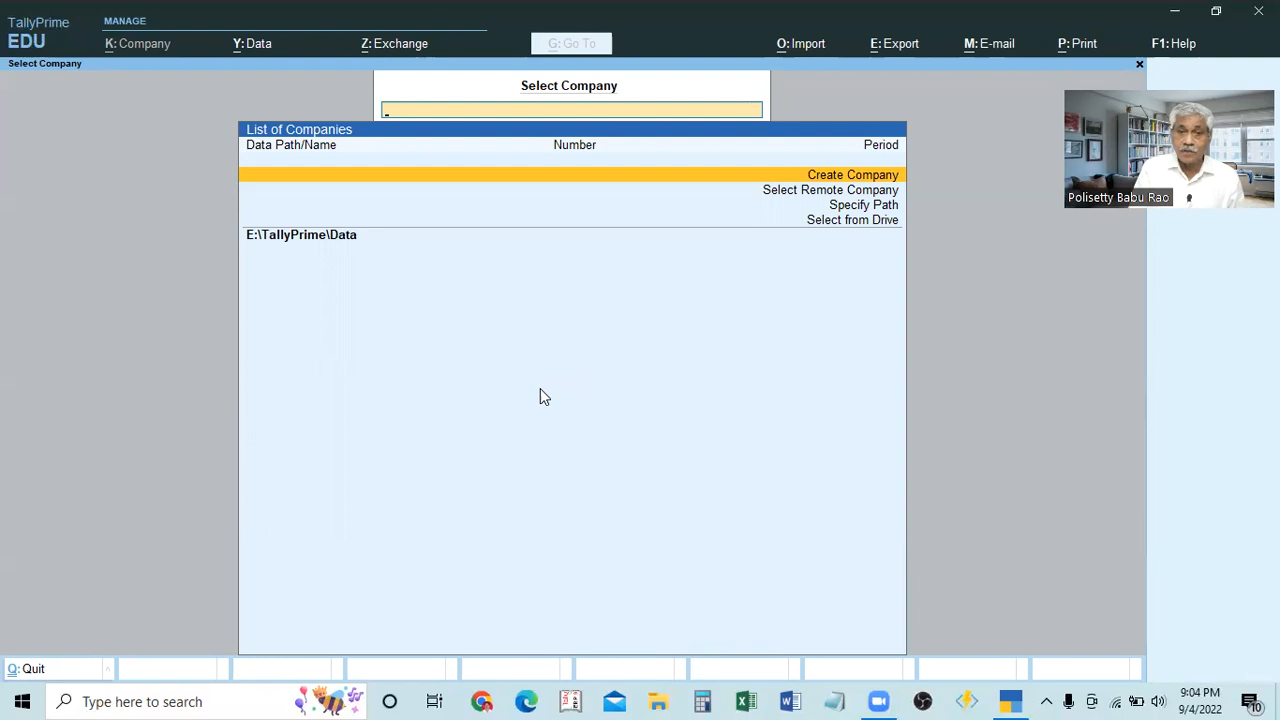 TallyPrime
EDU
MANAGE
K: Company
Y: Data
Z: Exchange
G: Go To
O: Import
E: Export
M: E-mail
P: Print
F1: Help
Select Company
Select Company
List of Companies
Data Path/Name Number Period
Create Company
Select Remote Company
Specify Path
Select from Drive
E:\TallyPrime\Data
Polisetty Babu Rao
Q: Quit
Type here to search
9:04 PM
9/4/2022
10